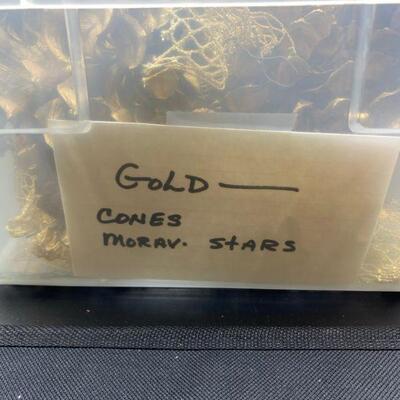 GOLD —
CONES
MORAV. STARS